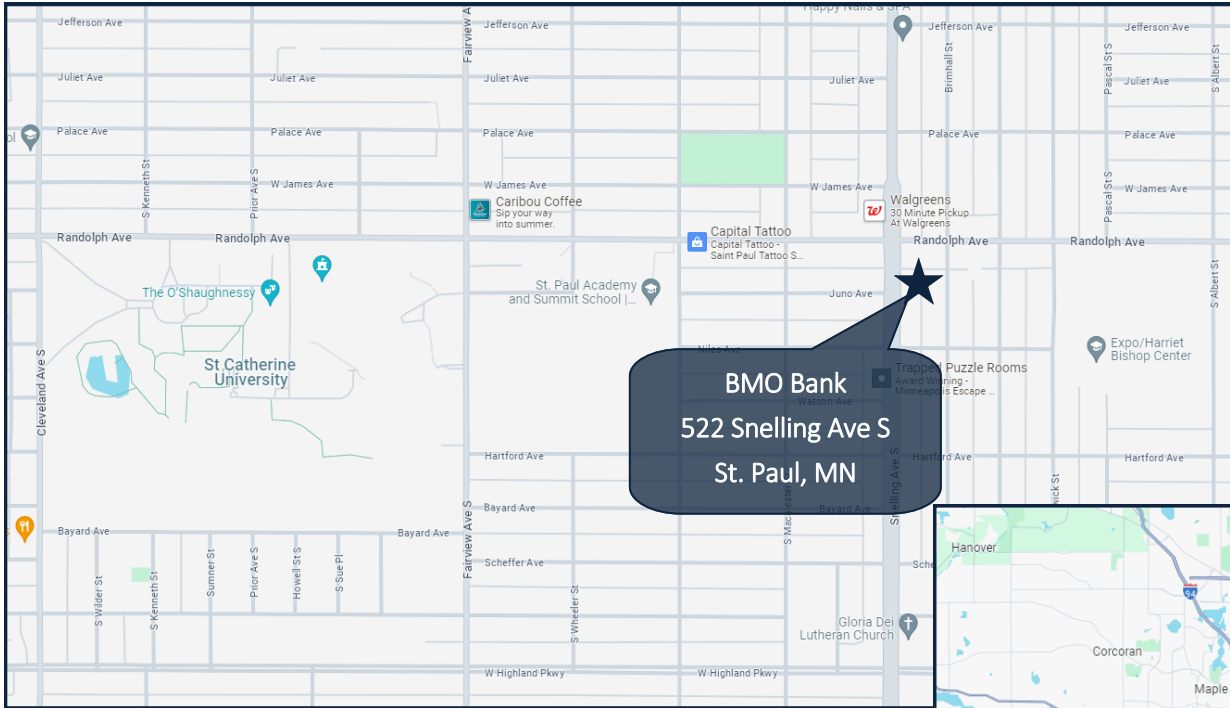 Happy Nails & SPA
Jefferson Ave
Jefferson Ave
Jefferson Ave
Jefferson Ave
Fairview A
Juliet Ave
Juliet Ave
Juliet Ave
Juliet Ave
Juliet Ave
Brimhall St
Pascal St S
S Albert St
Palace Ave
Palace Ave
Palace Ave
Palace Ave
Palace Ave
ol
S Kenneth St
Prior Ave S
W James Ave
W James Ave
W James Ave
W James Ave
Pascal St S
Caribou Coffee
Sip your way
into summer.
Walgreens
30 Minute Pickup
At Walgreens
Randolph Ave
Randolph Ave
Capital Tattoo
Capital Tattoo -
Saint Paul Tattoo S...
Randolph Ave
Randolph Ave
The O'Shaughnessy
St. Paul Academy
and Summit School |...
Juno Ave
S Albert St
St Catherine
University
Cleveland Ave S
Niles Ave
Expo/Harriet
Bishop Center
Trapped Puzzle Rooms
Award Winning -
Minneapolis Escape ...
Watson Ave
BMO Bank
522 Snelling Ave S
St. Paul, MN
Hartford Ave
Hartford Ave
Hartford Ave
Snelling Ave S
wick St
Bayard Ave
Bayard Ave
Bayard Ave
Bayard Ave
Fairview Ave S
S Macalester
Scheffer Ave
Sche
S Wilder St
S Kenneth St
Sumner St
Prior Ave S
Howell St S
S Sue Pl
S Wheeler St
Gloria Dei
Lutheran Church
W Highland Pkwy
W Highland Pkwy
Hanover
94
Corcoran
Maple